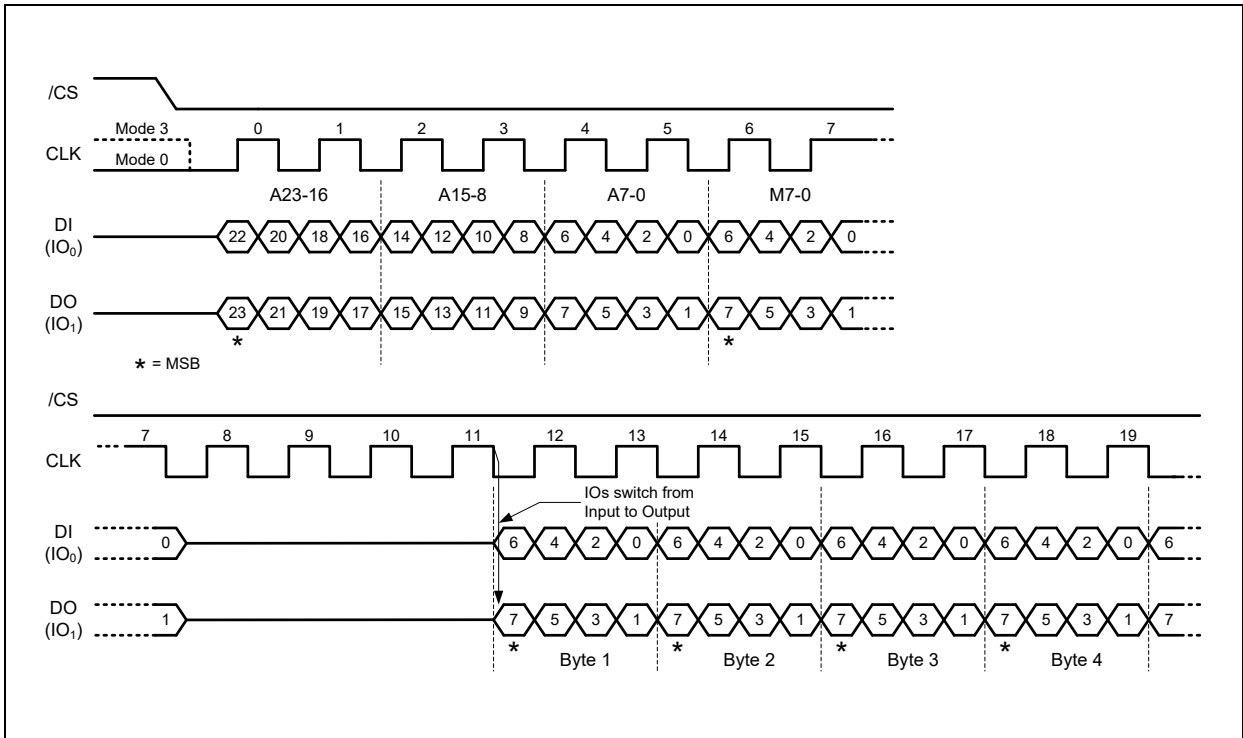 /CS
Mode 3
CLK
Mode 0
0 1 2 3 4 5 6 7
A23-16 A15-8 A7-0 M7-0
DI
(IO0)
22 20 18 16 14 12 10 8 6 4 2 0 6 4 2 0
DO
(IO1)
23 21 19 17 15 13 11 9 7 5 3 1 7 5 3 1
* *
* = MSB
/CS
7 8 9 10 11 12 13 14 15 16 17 18 19
CLK
IOs switch from
Input to Output
DI
(IO0)
0 6 4 2 0 6 4 2 0 6 4 2 0 6 4 2 0 6
DO
(IO1)
1 7 5 3 1 7 5 3 1 7 5 3 1 7 5 3 1 7
* * * *
Byte 1 Byte 2 Byte 3 Byte 4